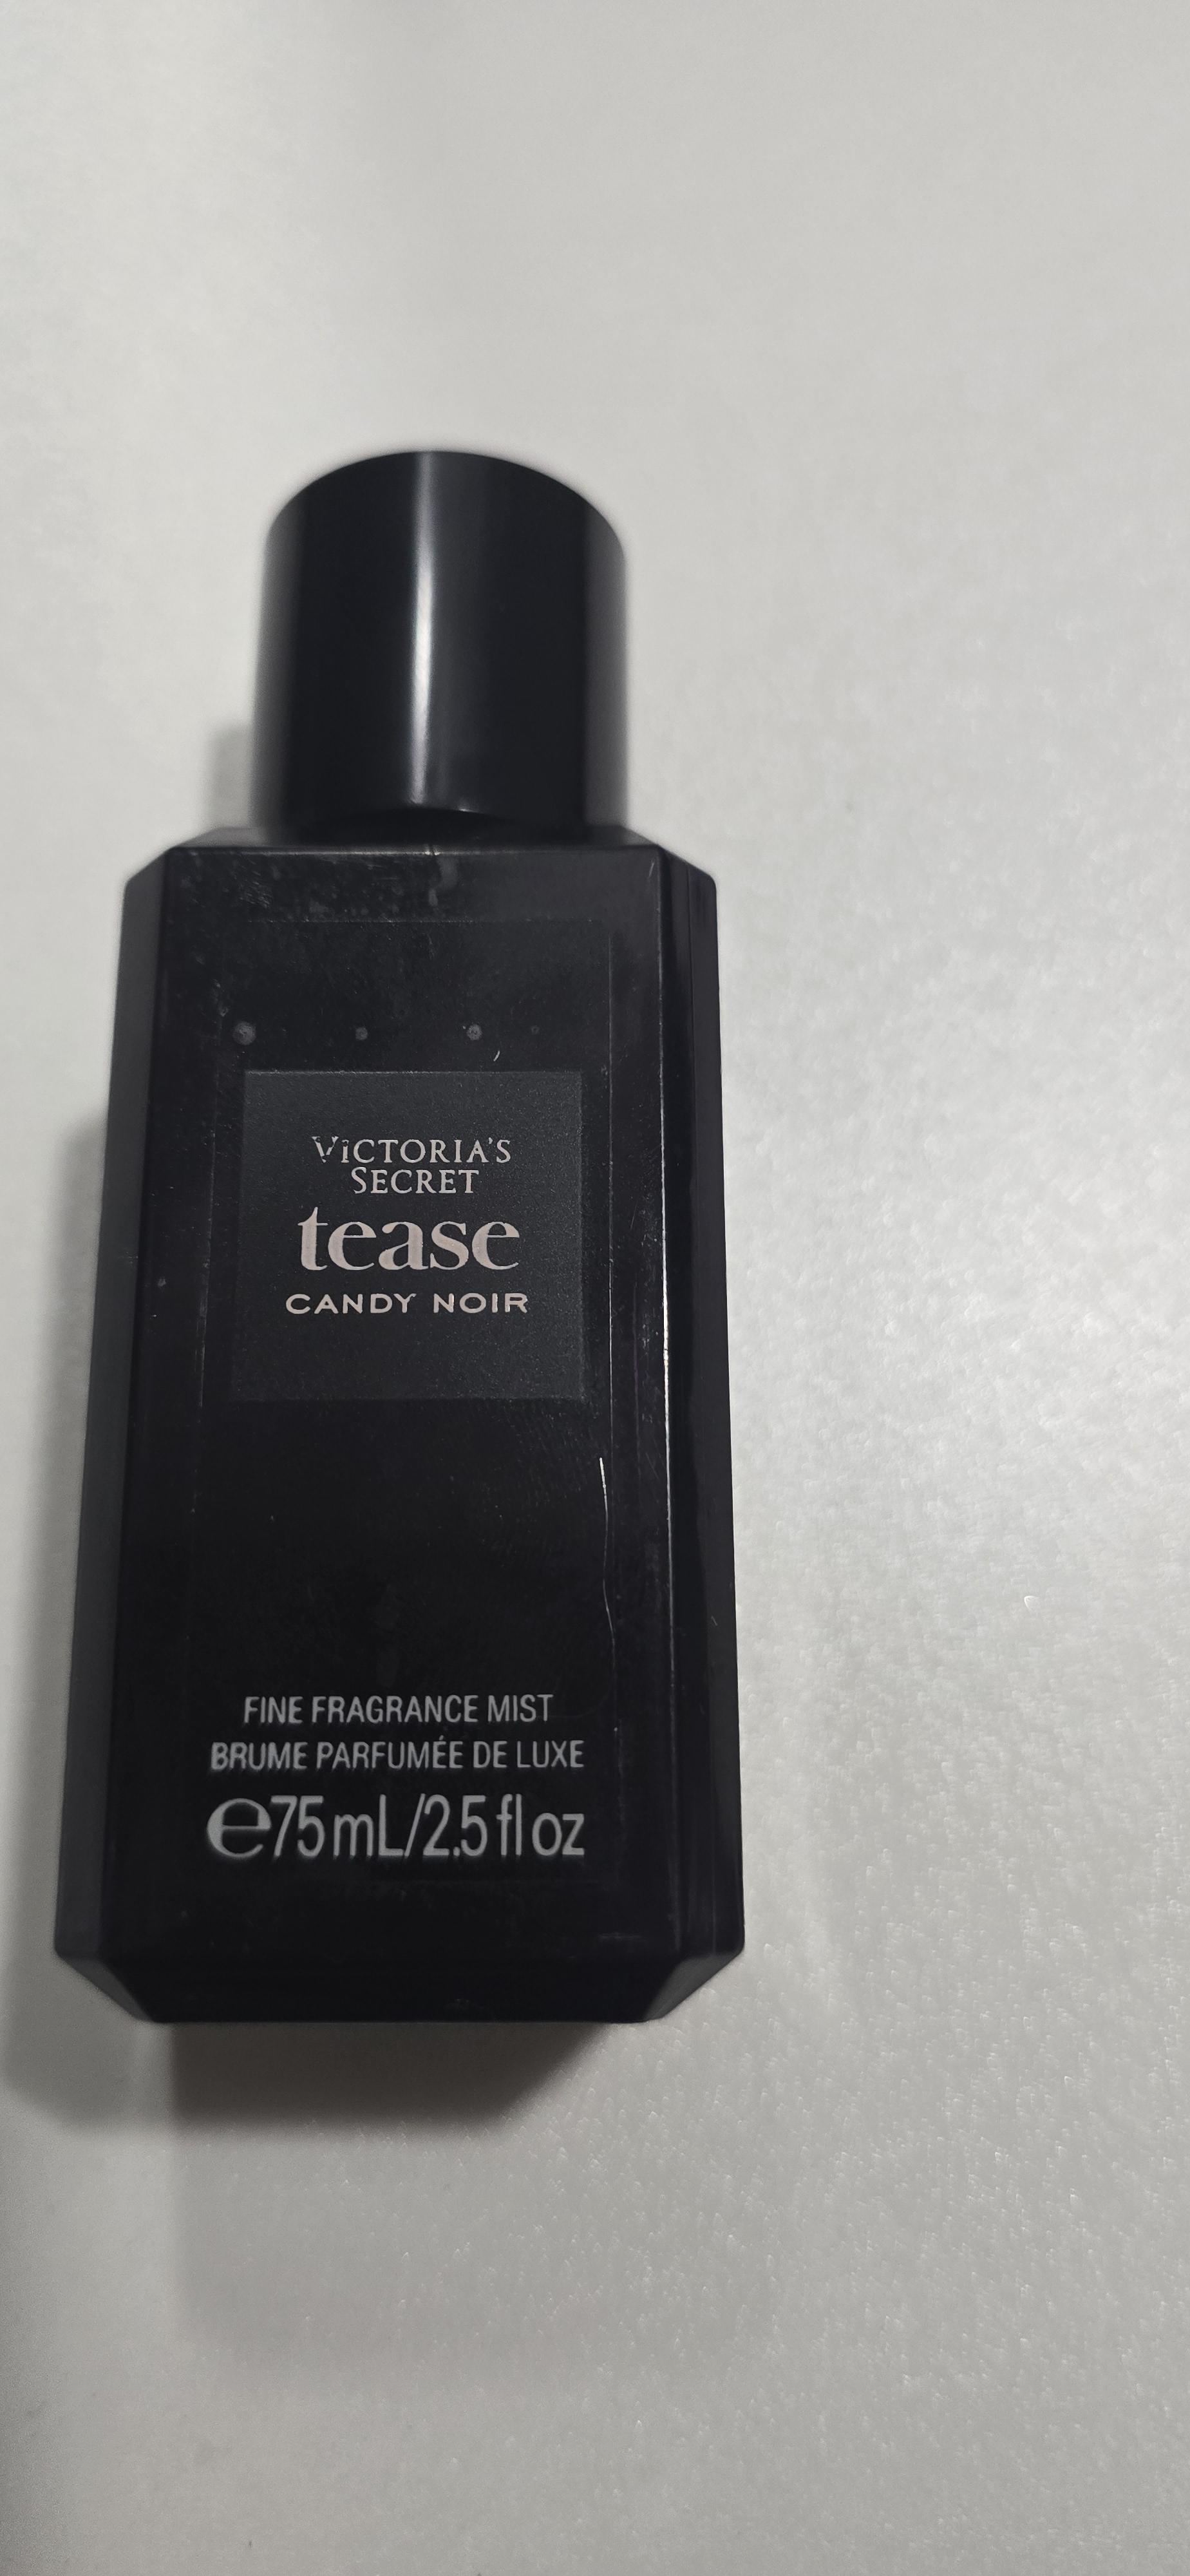 VICTORIA'S
SECRET
tease
CANDY NOIR
FINE FRAGRANCE MIST
BRUME PARFUMÉE DE LUXE
℮75mL/2.5 fl oz